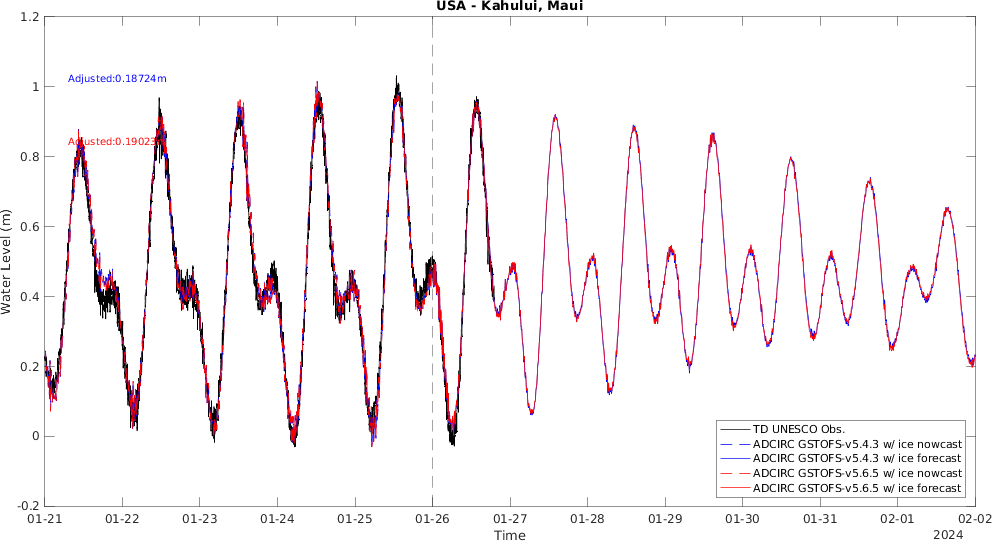 USA - Kahului, Maui
1.2
1
0.8
0.6
0.4
0.2
0
-0.2
Water Level (m)
Adjusted:0.18724m
Adjusted:0.19023
TD UNESCO Obs.
ADCIRC GSTOFS-v5.4.3 w/ ice nowcast
ADCIRC GSTOFS-v5.4.3 w/ ice forecast
ADCIRC GSTOFS-v5.6.5 w/ ice nowcast
ADCIRC GSTOFS-v5.6.5 w/ ice forecast
01-21 01-22 01-23 01-24 01-25 01-26 01-27 01-28 01-29 01-30 01-31 02-01 02-02
Time
2024